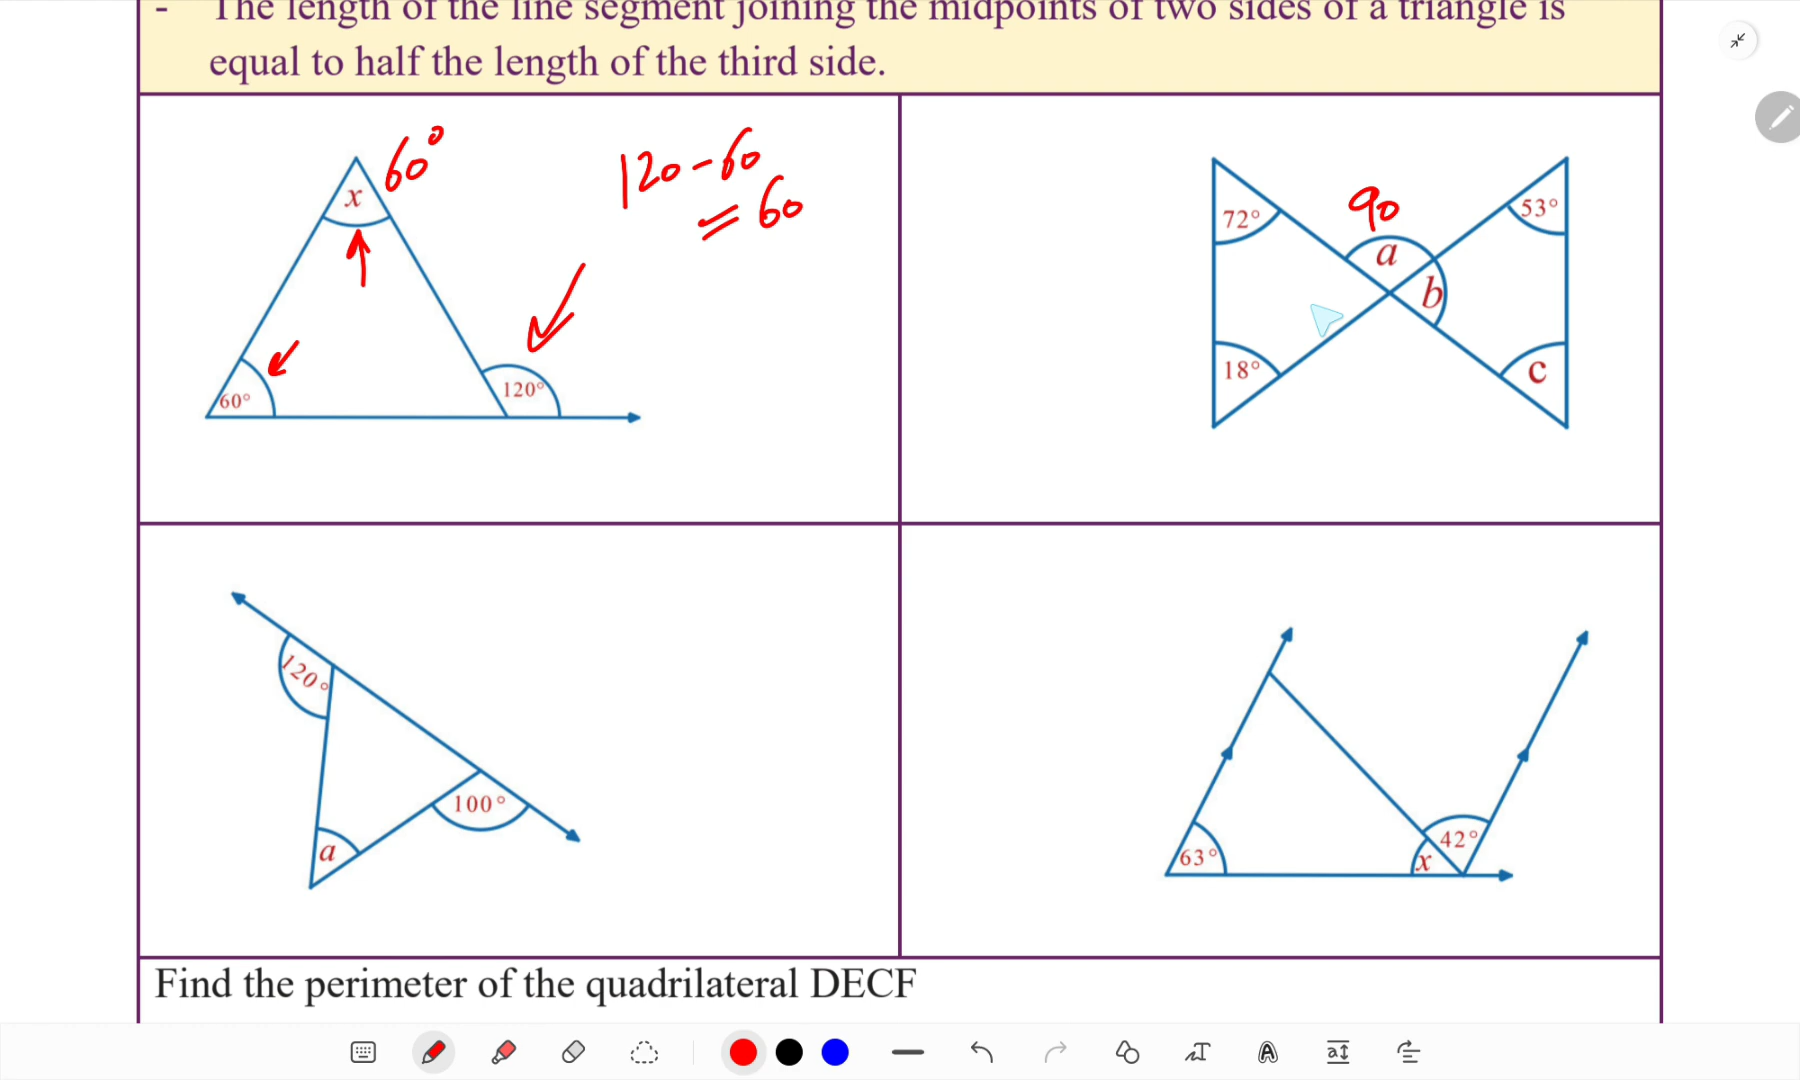 - The length of the line segment joining the midpoints of two sides of a triangle is
equal to half the length of the third side.
x
60°
120-60
=60
60°
120°
72°
90
53°
a
b
18°
c
120°
100°
a
63°
42°
x
Find the perimeter of the quadrilateral DECF